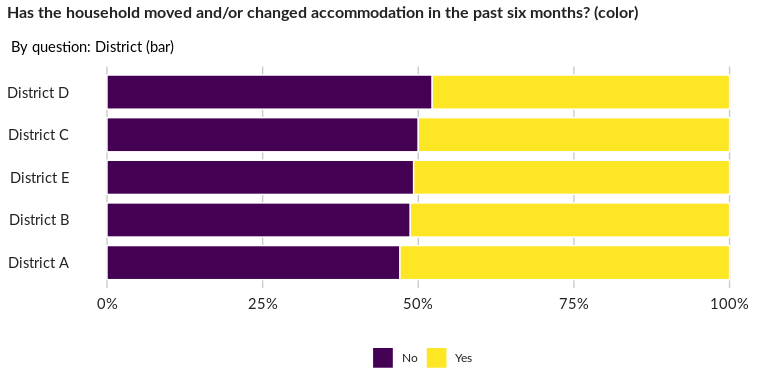 Has the household moved and/or changed accommodation in the past six months? (color)
By question: District (bar)
District D
District C
District E
District B
District A
0% 25% 50% 75% 100%
No Yes